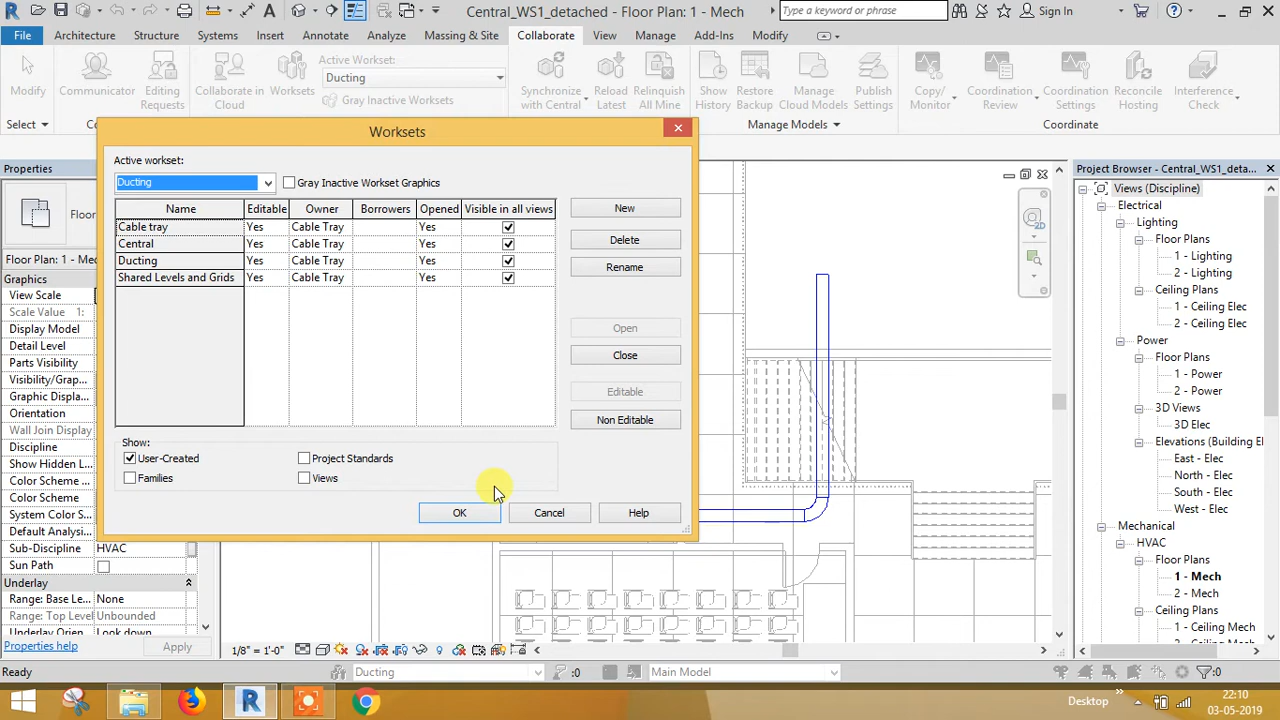 Central_WS1_detached - Floor Plan: 1 - Mech
Type a keyword or phrase
Sign In
File Architecture Structure Systems Insert Annotate Analyze Massing & Site Collaborate View Manage Add-Ins Modify
Modify
Select
Communicator
Editing Requests
Collaborate in Cloud
Worksets
Active Workset:
Ducting
Gray Inactive Worksets
Synchronize with Central
Reload Latest
Relinquish All Mine
Show History
Restore Backup
Manage Cloud Models
Publish Settings
Manage Models
Copy/ Monitor
Coordination Review
Coordination Settings
Reconcile Hosting
Interference Check
Coordinate
Worksets
Active workset:
Ducting
Gray Inactive Workset Graphics
Name Editable Owner Borrowers Opened Visible in all views
Cable tray Yes Cable Tray Yes
Central Yes Cable Tray Yes
Ducting Yes Cable Tray Yes
Shared Levels and Grids Yes Cable Tray Yes
New
Delete
Rename
Open
Close
Editable
Non Editable
Show:
User-Created
Project Standards
Families
Views
OK
Cancel
Help
Properties
Floor
Floor Plan: 1 - Me
Graphics
View Scale
Scale Value 1:
Display Model
Detail Level
Parts Visibility
Visibility/Grap...
Graphic Displa...
Orientation
Wall Join Display
Discipline
Show Hidden L
Color Scheme
Color Scheme
System Color S
Default Analysi
Sub-Discipline HVAC
Sun Path
Underlay
Range: Base Le... None
Range: Top Level Unbounded
Underlay Orien Look down
Properties help
Apply
Project Browser - Central_WS1_deta...
Views (Discipline)
Electrical
Lighting
Floor Plans
1 - Lighting
2 - Lighting
Ceiling Plans
1 - Ceiling Elec
2 - Ceiling Elec
Power
Floor Plans
1 - Power
2 - Power
3D Views
3D Elec
Elevations (Building El
East - Elec
North - Elec
South - Elec
West - Elec
Mechanical
HVAC
Floor Plans
1 - Mech
2 - Mech
Ceiling Plans
1 - Ceiling Mech
2 - Ceiling Mech
1/8" = 1'-0"
Ready
Ducting
:0
Main Model
:0
Desktop
22:10
03-05-2019